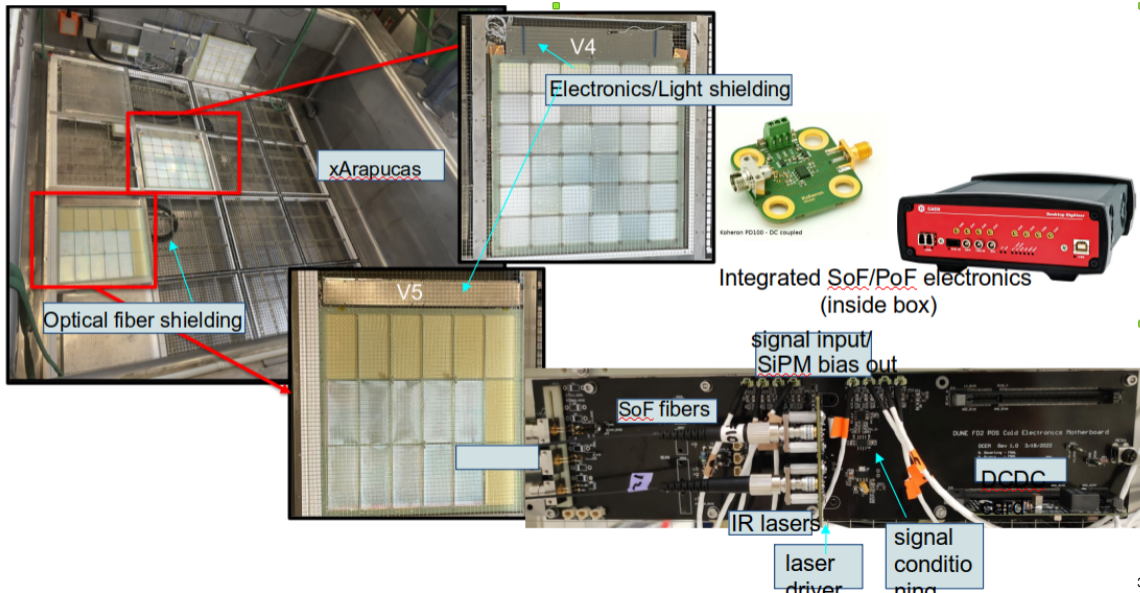 V4
Electronics/Light shielding
xArapucas
V5
Optical fiber shielding
Koheron PD100 - DC coupled
Integrated SoF/PoF electronics
(inside box)
signal input/
SiPM bias out
SoF fibers
DUNE FD2 PDS Cold Electronics Motherboard
DCDC
card
IR lasers
laser
driver
signal
conditio
ning
3